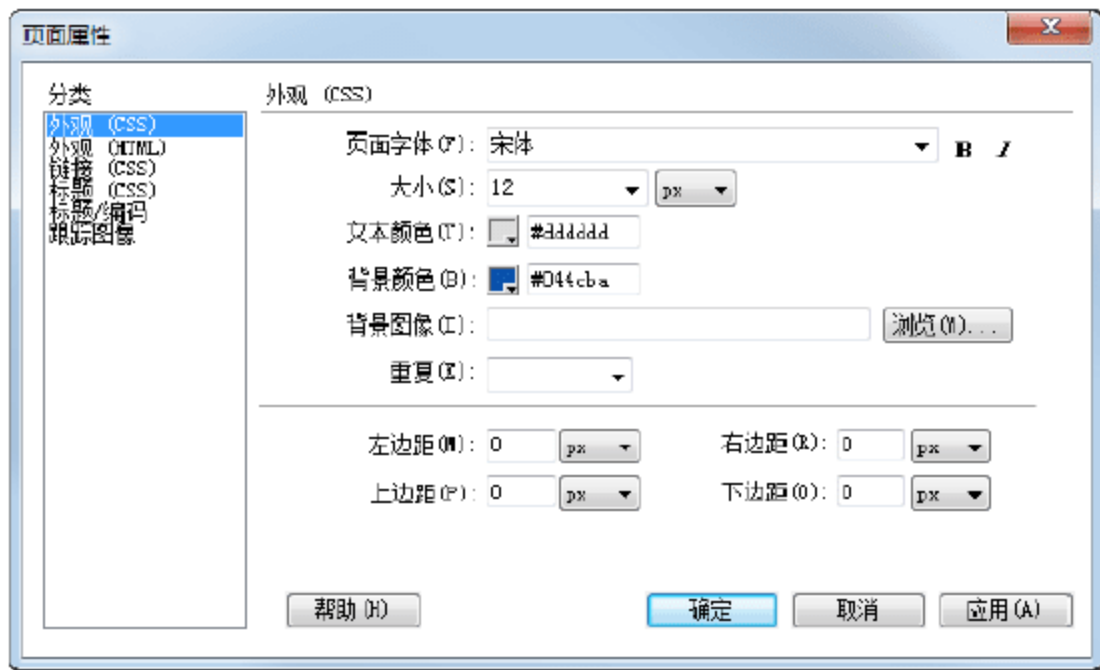 页面属性
分类
外观 (CSS)
外观 (HTML)
链接 (CSS)
标题 (CSS)
标题/编码
跟踪图像
外观 (CSS)
页面字体(F): 宋体 B I
大小(S): 12 px
文本颜色(T): #dddddd
背景颜色(B): #044cba
背景图像(I): 浏览(W)...
重复(E):
左边距(M): 0 px 右边距(R): 0 px
上边距(P): 0 px 下边距(O): 0 px
帮助(H) 确定 取消 应用(A)